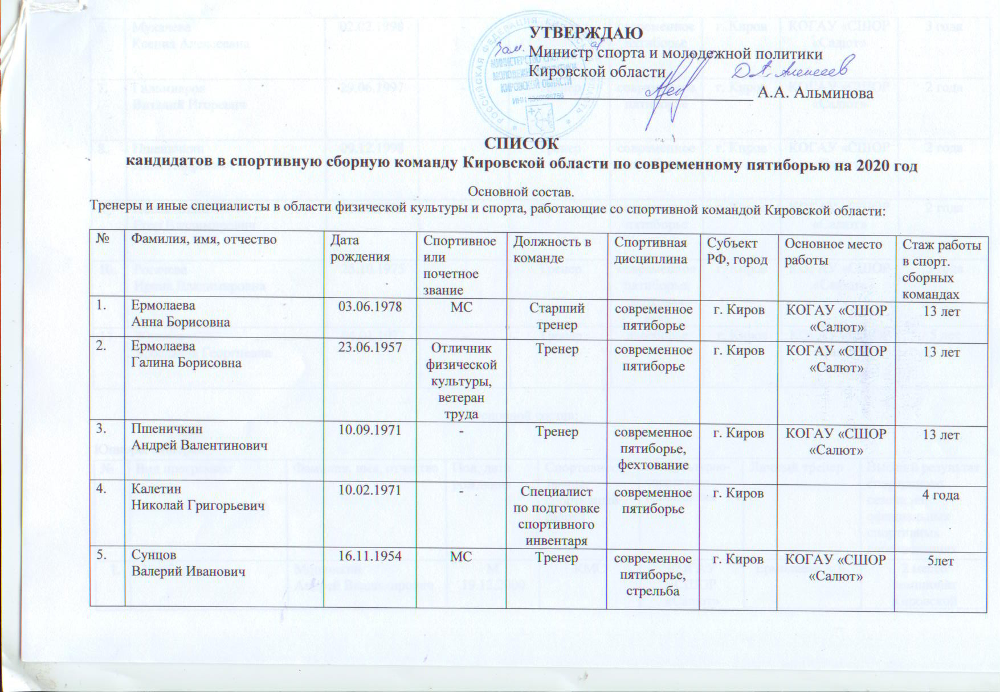 УТВЕРЖДАЮ
Зам.
Министр спорта и молодежной политики
Кировской области
Д.А. Алексеев
А.А. Альминова
РОССИЙСКАЯ ФЕДЕРАЦИЯ
МИНИСТЕРСТВО СПОРТА И
МОЛОДЕЖНОЙ ПОЛИТИКИ
КИРОВСКОЙ ОБЛАСТИ
СПИСОК
кандидатов в спортивную сборную команду Кировской области по современному пятиборью на 2020 год
Основной состав.
Тренеры и иные специалисты в области физической культуры и спорта, работающие со спортивной командой Кировской области:
№ Фамилия, имя, отчество Дата рождения Спортивное или почетное звание Должность в команде Спортивная дисциплина Субъект РФ, город Основное место работы Стаж работы в спорт. сборных командах
1. Ермолаева Анна Борисовна 03.06.1978 МС Старший тренер современное пятиборье г. Киров КОГАУ «СШОР «Салют» 13 лет
2. Ермолаева Галина Борисовна 23.06.1957 Отличник физической культуры, ветеран труда Тренер современное пятиборье г. Киров КОГАУ «СШОР «Салют» 13 лет
3. Пшеничкин Андрей Валентинович 10.09.1971 - Тренер современное пятиборье, фехтование г. Киров КОГАУ «СШОР «Салют» 13 лет
4. Калетин Николай Григорьевич 10.02.1971 - Специалист по подготовке спортивного инвентаря современное пятиборье г. Киров 4 года
5. Сунцов Валерий Иванович 16.11.1954 МС Тренер современное пятиборье, стрельба г. Киров КОГАУ «СШОР «Салют» 5лет